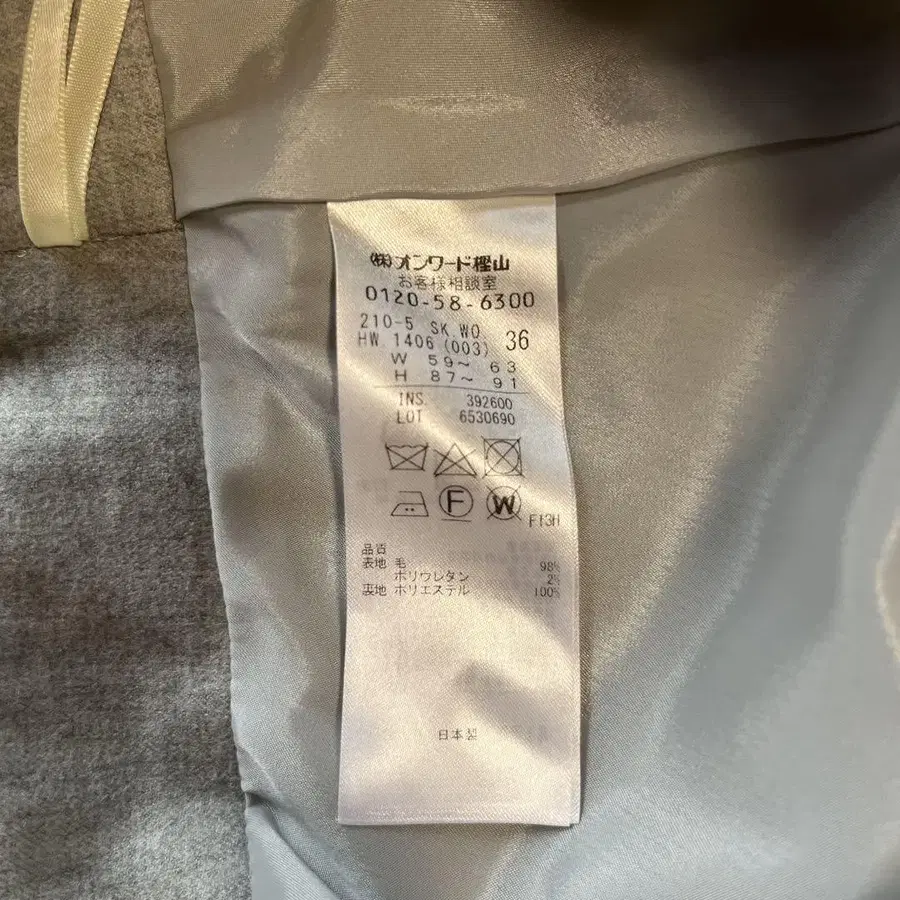 ㈱オンワード樫山
お客様相談室
0120-58-6300
210-5 SK.WO
HW 1406 (003) 36
W 59～ 63
H 87～ 91
INS. 392600
LOT 6530690
F
W
F13H
品質
表地 毛 98%
ポリウレタン 2%
裏地 ポリエステル 100%
日本製